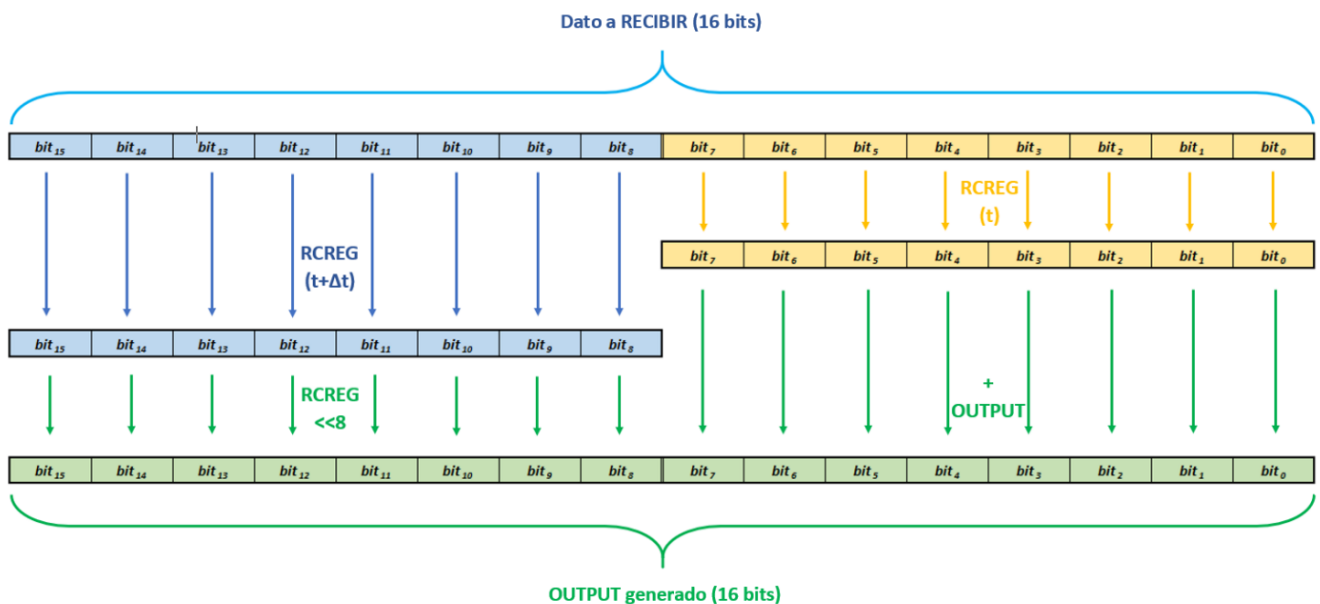 Dato a RECIBIR (16 bits)
bit15 bit14 bit13 bit12 bit11 bit10 bit9 bit8 bit7 bit6 bit5 bit4 bit3 bit2 bit1 bit0
RCREG
(t)
bit7 bit6 bit5 bit4 bit3 bit2 bit1 bit0
RCREG
(t+Δt)
bit15 bit14 bit13 bit12 bit11 bit10 bit9 bit8
RCREG
<<8
+
OUTPUT
bit15 bit14 bit13 bit12 bit11 bit10 bit9 bit8 bit7 bit6 bit5 bit4 bit3 bit2 bit1 bit0
OUTPUT generado (16 bits)